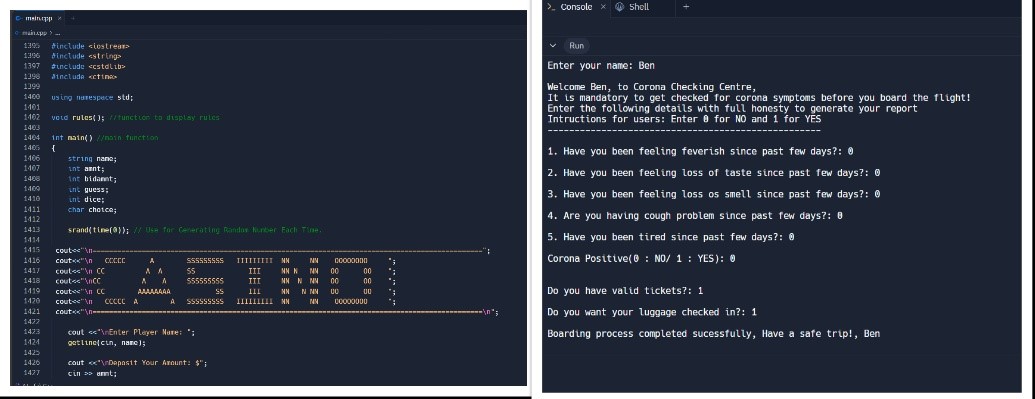 main.cpp ×
main.cpp > ...
1395 #include <iostream>
1396 #include <string>
1397 #include <cstdlib>
1398 #include <ctime>
1399
1400 using namespace std;
1401
1402 void rules(); //function to display rules
1403
1404 int main() //main function
1405 {
1406 string name;
1407 int amnt;
1408 int bidamnt;
1409 int guess;
1410 int dice;
1411 char choice;
1412
1413 srand(time(0)); // Use for Generating Random Number Each Time.
1414
1415 cout<<"\n================================================================================";
1416 cout<<"\n   CCCCC      A       SSSSSSSSS   IIIIIIIII  NN     NN    OOOOOOOO     ";
1417 cout<<"\n CC          A  A     SS             III     NN N   NN   OO      OO    ";
1418 cout<<"\nCC          A    A    SSSSSSSSS      III     NN  N  NN   OO      OO    ";
1419 cout<<"\n CC        AAAAAAAA          SS      III     NN   N NN   OO      OO    ";
1420 cout<<"\n   CCCCC  A        A  SSSSSSSSS   IIIIIIIII  NN     NN    OOOOOOOO     ";
1421 cout<<"\n================================================================================\n";
1422
1423 cout <<"\nEnter Player Name: ";
1424 getline(cin, name);
1425
1426 cout <<"\nDeposit Your Amount: $";
1427 cin >> amnt;
>_ Console × Shell +
Run
Enter your name: Ben
Welcome Ben, to Corona Checking Centre,
It is mandatory to get checked for corona symptoms before you board the flight!
Enter the following details with full honesty to generate your report
Intructions for users: Enter 0 for NO and 1 for YES
---------------------------------------------------
1. Have you been feeling feverish since past few days?: 0
2. Have you been feeling loss of taste since past few days?: 0
3. Have you been feeling loss os smell since past few days?: 0
4. Are you having cough problem since past few days?: 0
5. Have you been tired since past few days?: 0
Corona Positive(0 : NO/ 1 : YES): 0
Do you have valid tickets?: 1
Do you want your luggage checked in?: 1
Boarding process completed sucessfully, Have a safe trip!, Ben